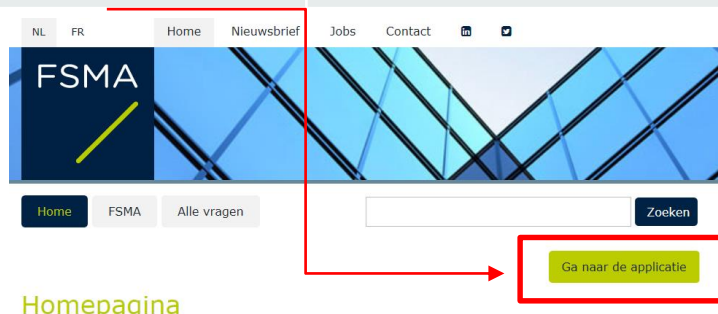 NL FR Home Nieuwsbrief Jobs Contact
FSMA
Home FSMA Alle vragen Zoeken
Ga naar de applicatie
Homepagina